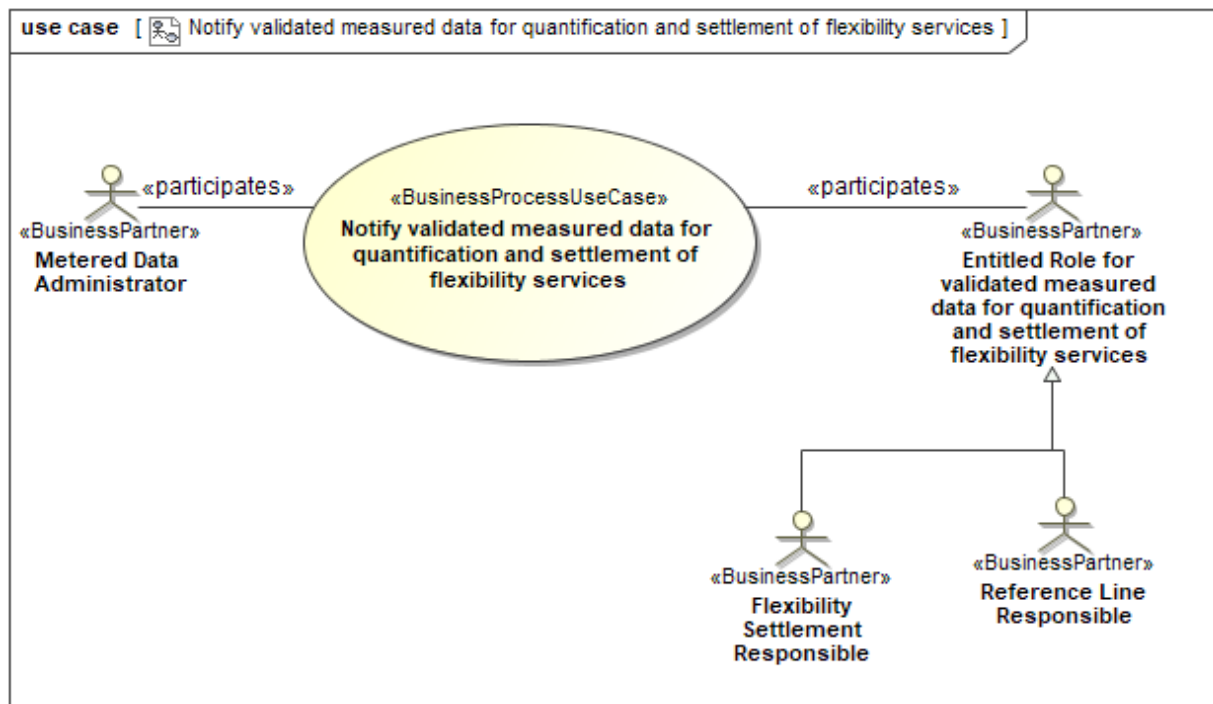 use case [ Notify validated measured data for quantification and settlement of flexibility services ]
«participates»
«participates»
«BusinessPartner»
Metered Data
Administrator
«BusinessProcessUseCase»
Notify validated measured data for
quantification and settlement of
flexibility services
«BusinessPartner»
Entitled Role for
validated measured
data for quantification
and settlement of
flexibility services
«BusinessPartner»
Flexibility
Settlement
Responsible
«BusinessPartner»
Reference Line
Responsible